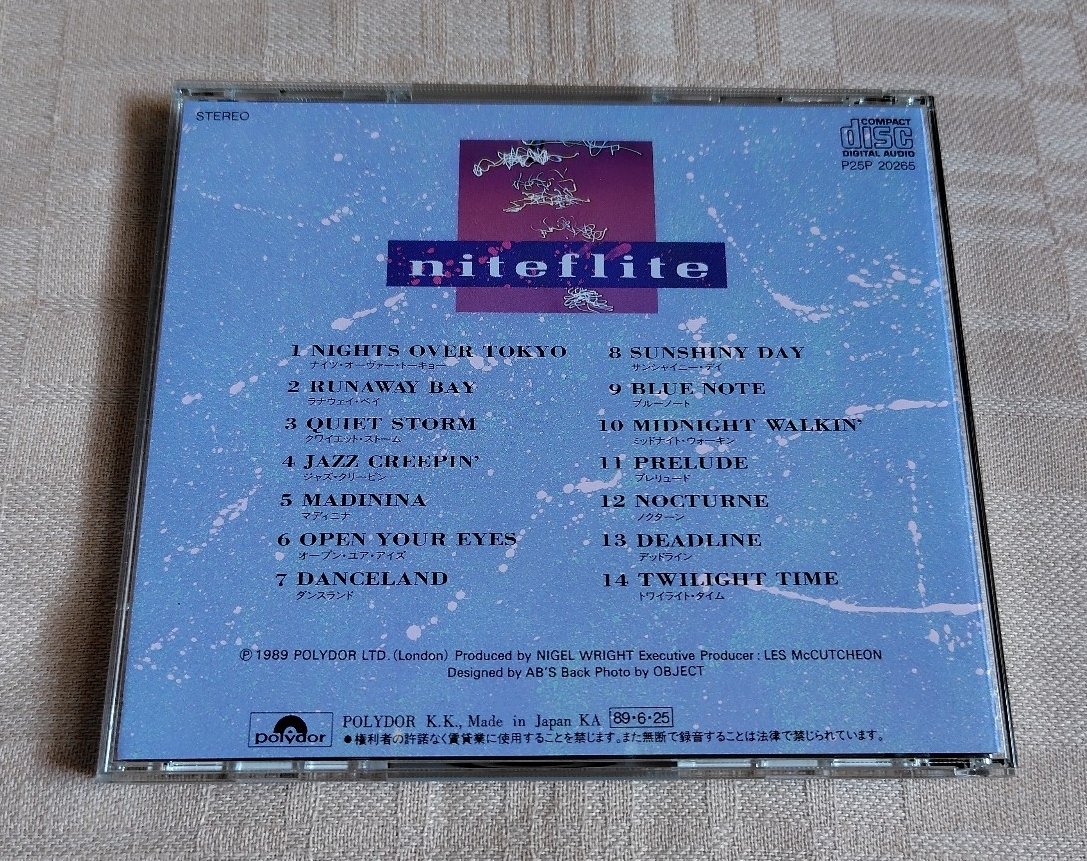 STEREO
COMPACT
disc
DIGITAL AUDIO
P25P 20265
niteflite
1 NIGHTS OVER TOKYO
ナイツ・オーヴァー・トーキョー
2 RUNAWAY BAY
ラナウェイ・ベイ
3 QUIET STORM
クワイエット・ストーム
4 JAZZ CREEPIN'
ジャズ・クリーピン
5 MADININA
マディニナ
6 OPEN YOUR EYES
オープン・ユア・アイズ
7 DANCELAND
ダンスランド
8 SUNSHINY DAY
サンシャイニー・デイ
9 BLUE NOTE
ブルーノート
10 MIDNIGHT WALKIN'
ミッドナイト・ウォーキン
11 PRELUDE
プレリュード
12 NOCTURNE
ノクターン
13 DEADLINE
デッドライン
14 TWILIGHT TIME
トワイライト・タイム
Ⓟ1989 POLYDOR LTD. (London) Produced by NIGEL WRIGHT Executive Producer : LES McCUTCHEON
Designed by AB'S Back Photo by OBJECT
polydor
POLYDOR K.K., Made in Japan KA 89・6・25
●権利者の許諾なく賃貸業に使用することを禁じます。また無断で録音することは法律で禁じられています。